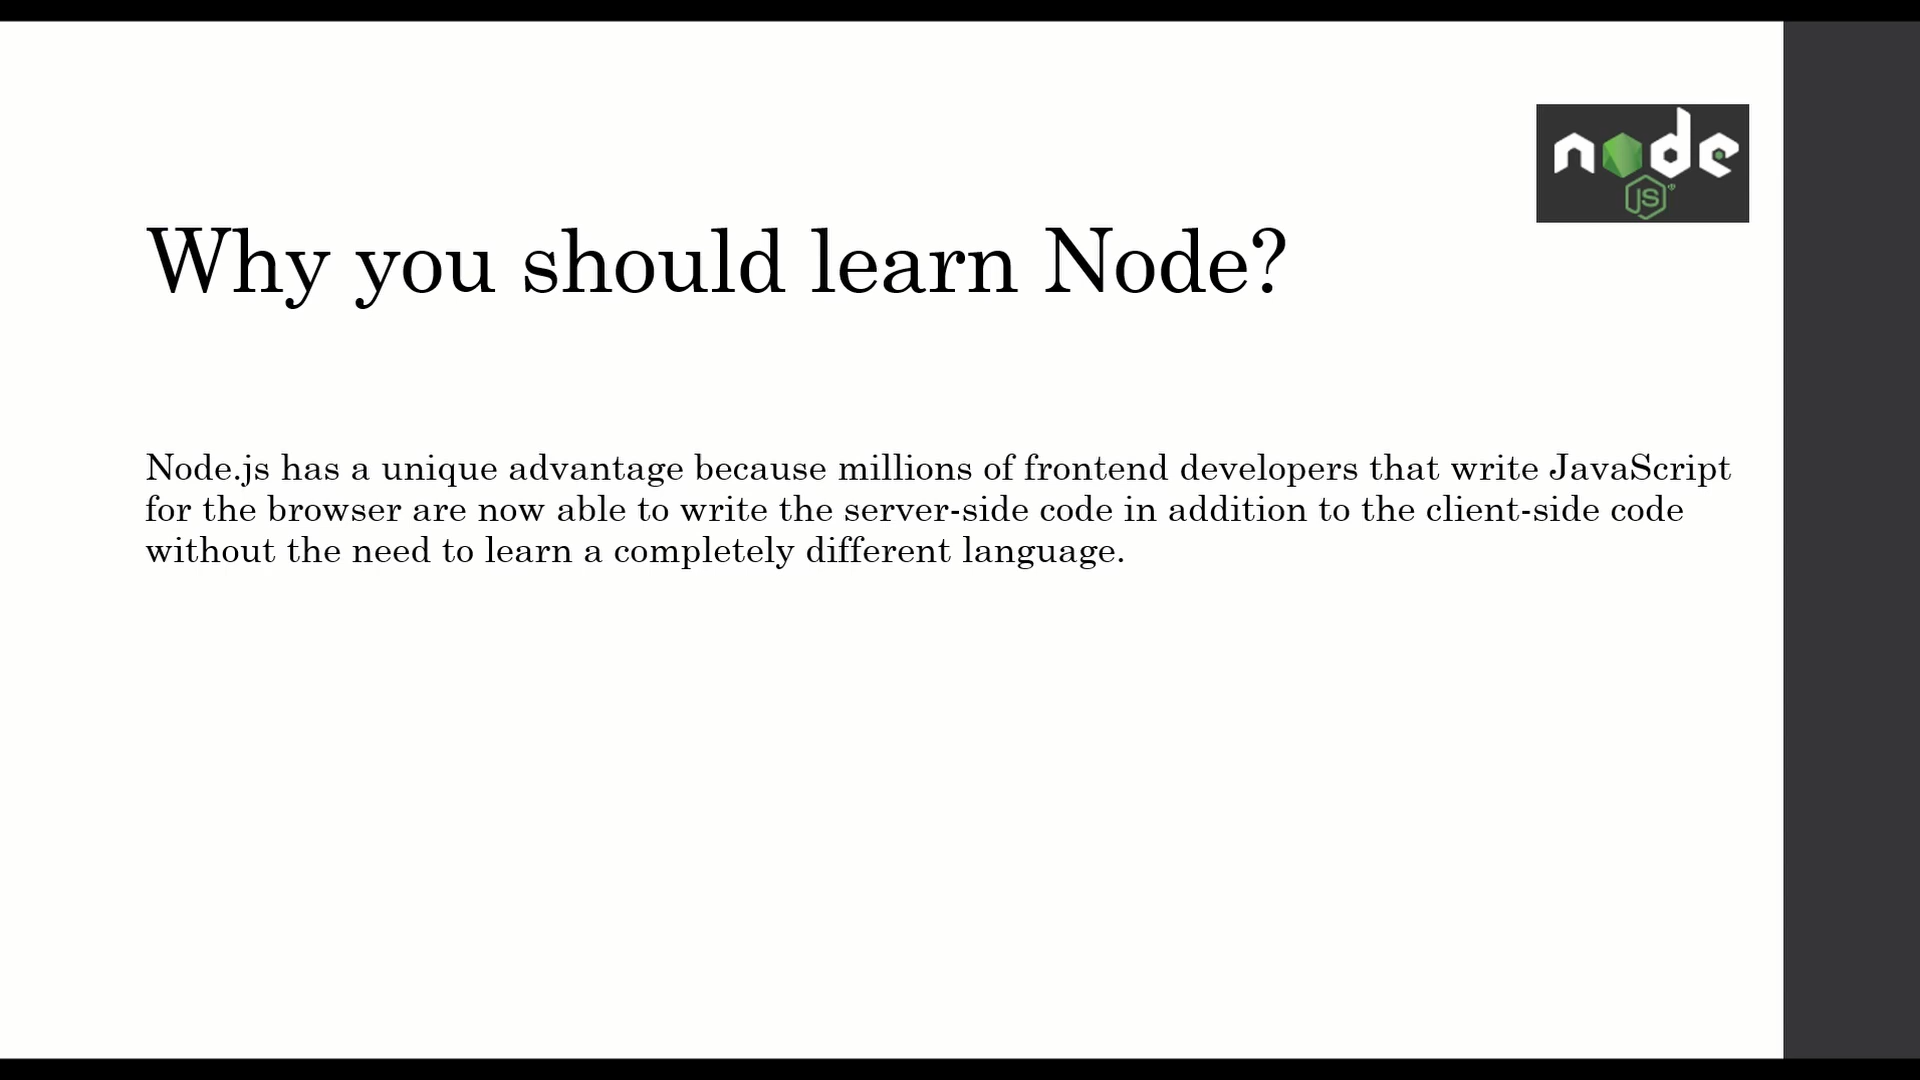 node
JS
Why you should learn Node?
Node.js has a unique advantage because millions of frontend developers that write JavaScript
for the browser are now able to write the server-side code in addition to the client-side code
without the need to learn a completely different language.